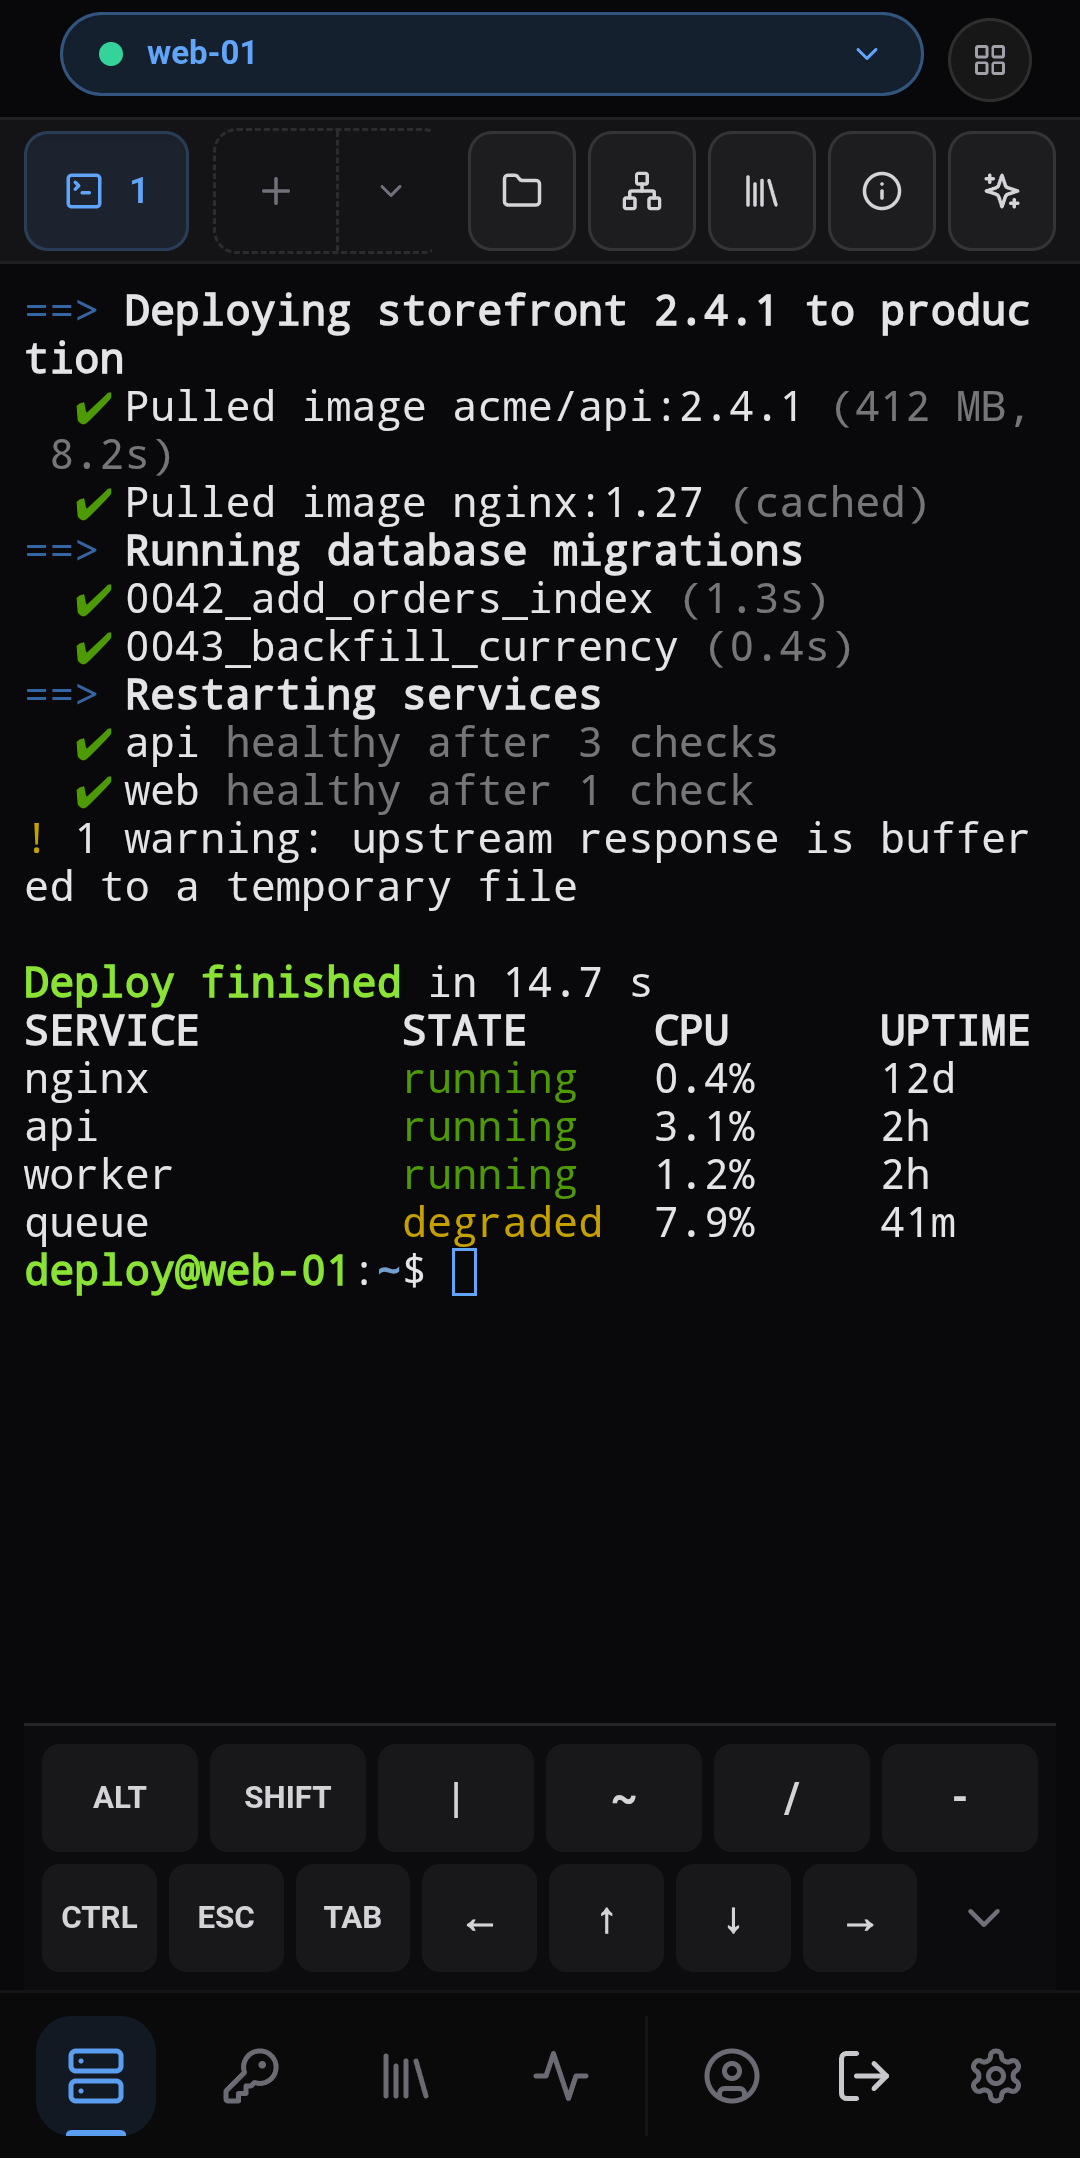 web-01
1
==> Deploying storefront 2.4.1 to produc
tion
✔ Pulled image acme/api:2.4.1 (412 MB,
8.2s)
✔ Pulled image nginx:1.27 (cached)
==> Running database migrations
✔ 0042_add_orders_index (1.3s)
✔ 0043_backfill_currency (0.4s)
==> Restarting services
✔ api healthy after 3 checks
✔ web healthy after 1 check
! 1 warning: upstream response is buffer
ed to a temporary file
Deploy finished in 14.7 s
SERVICE STATE CPU UPTIME
nginx running 0.4% 12d
api running 3.1% 2h
worker running 1.2% 2h
queue degraded 7.9% 41m
deploy@web-01:~$
ALT SHIFT | ~ / -
CTRL ESC TAB ← ↑ ↓ →